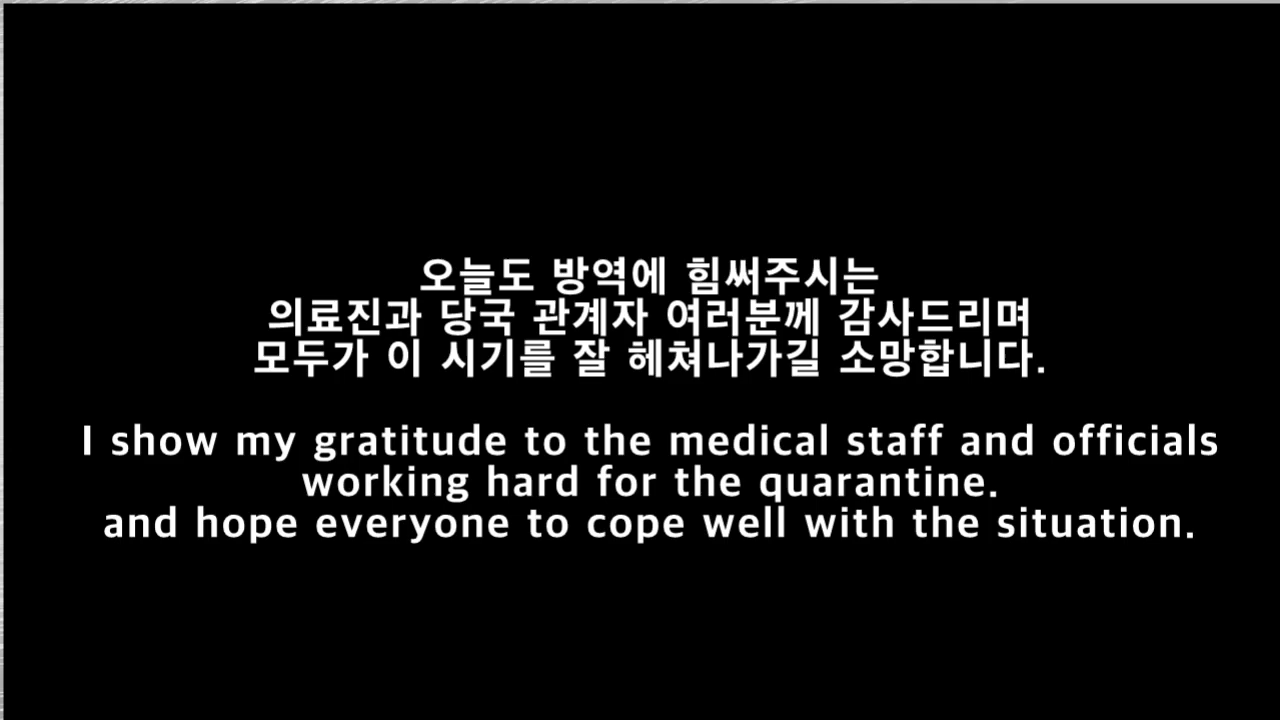 오늘도 방역에 힘써주시는
의료진과 당국 관계자 여러분께 감사드리며
모두가 이 시기를 잘 헤쳐나가길 소망합니다.
I show my gratitude to the medical staff and officials
working hard for the quarantine.
and hope everyone to cope well with the situation.